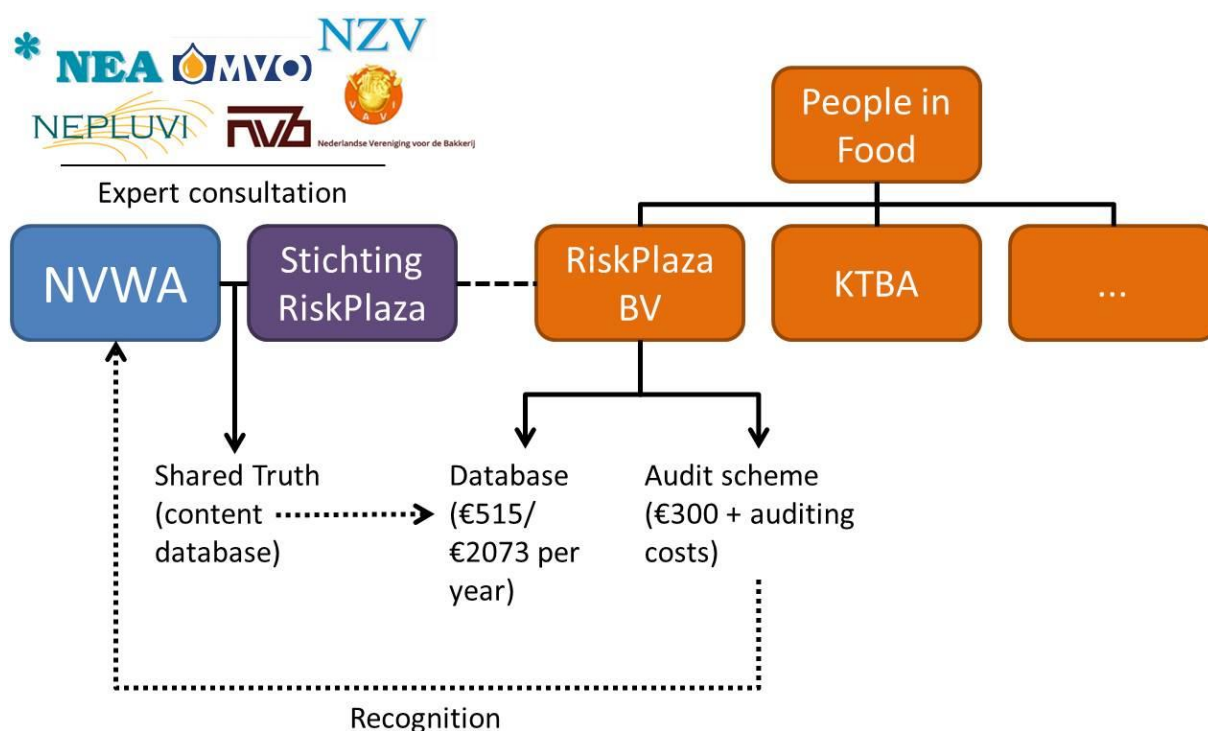 *
NEA
MVO
NZV
NEPLUVI
nvb
VAVI
Nederlandse Vereniging voor de Bakkerij
Expert consultation
People in
Food
NVWA
Stichting
RiskPlaza
RiskPlaza
BV
KTBA
...
Shared Truth
(content
database)
Database
(€515/
€2073 per
year)
Audit scheme
(€300 + auditing
costs)
Recognition